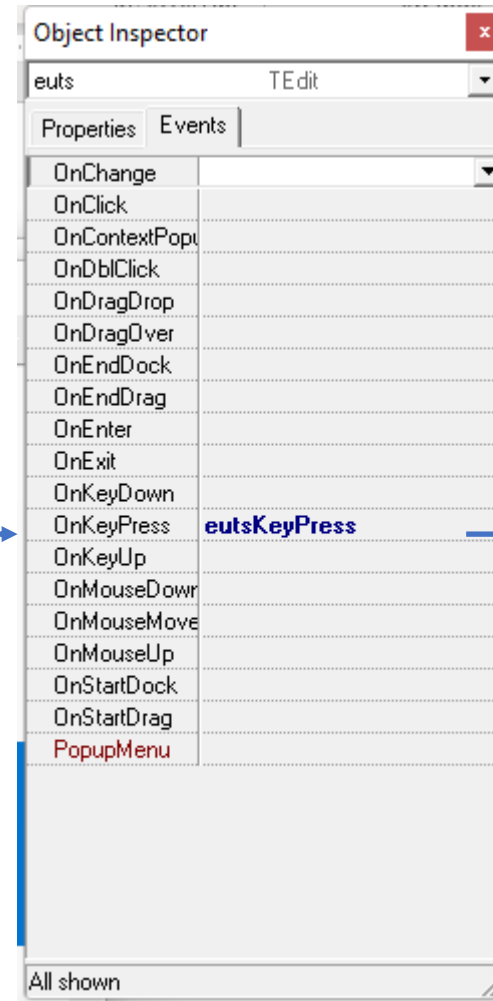 Object Inspector x
euts TEdit
Properties Events
OnChange
OnClick
OnContextPopu
OnDblClick
OnDragDrop
OnDragOver
OnEndDock
OnEndDrag
OnEnter
OnExit
OnKeyDown
OnKeyPress eutsKeyPress
OnKeyUp
OnMouseDown
OnMouseMove
OnMouseUp
OnStartDock
OnStartDrag
PopupMenu
All shown